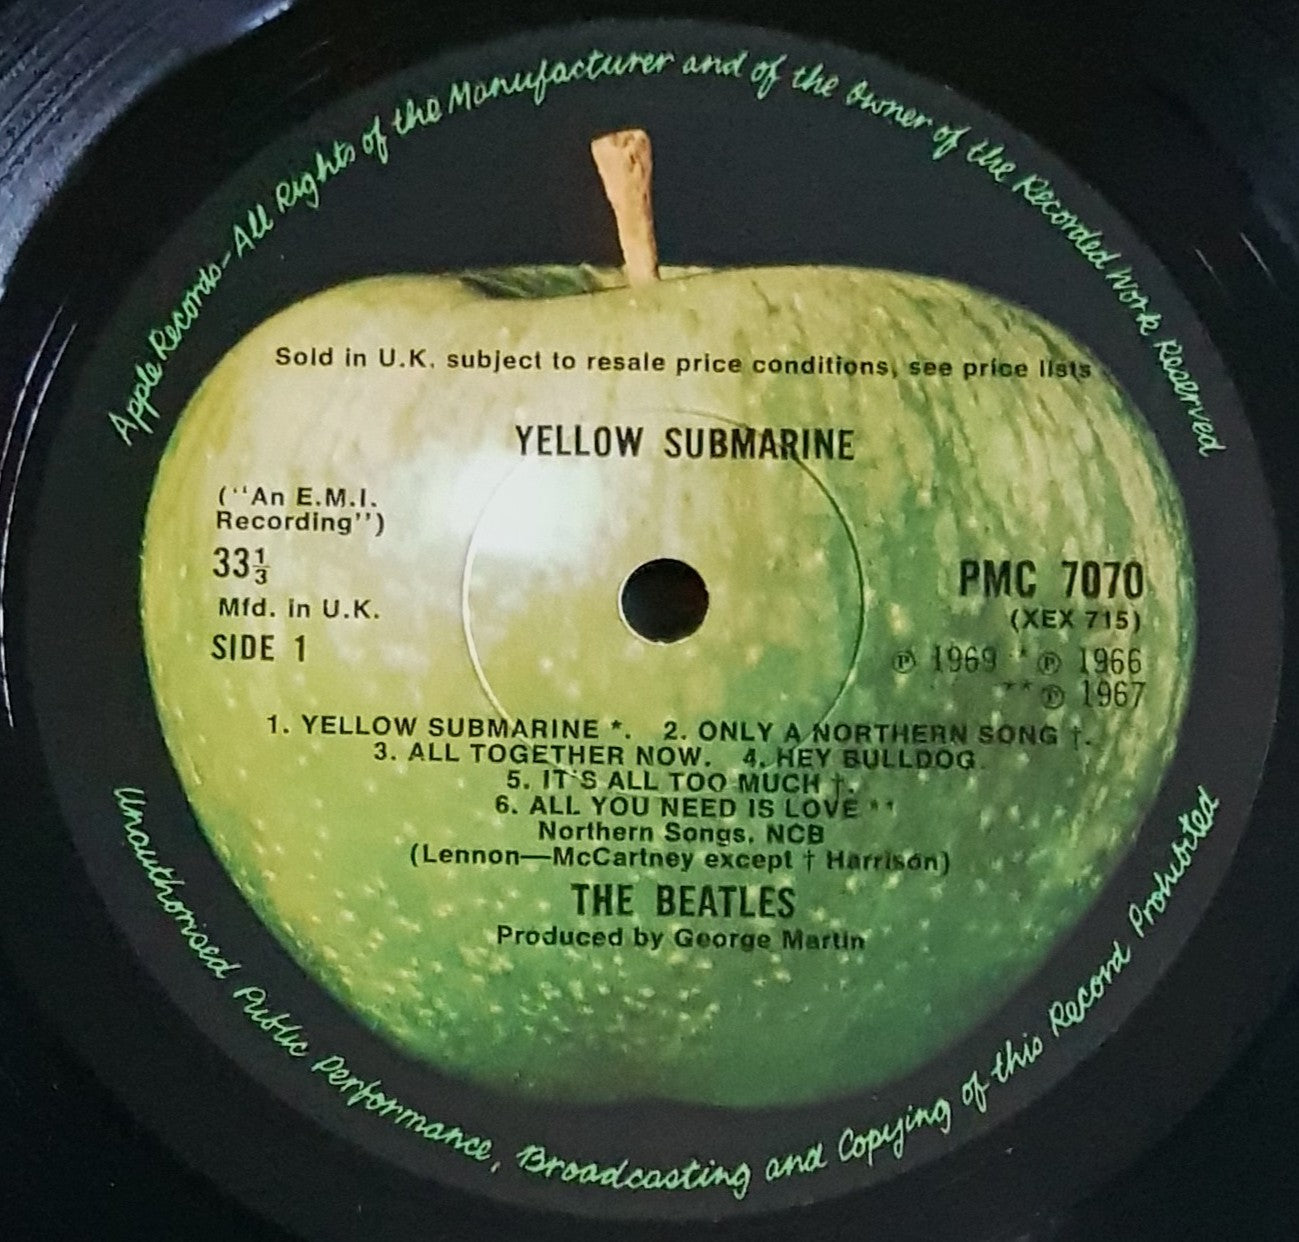 Apple Records–All Rights of the Manufacturer and of the Owner of the Recorded Work Reserved
Sold in U.K. subject to resale price conditions, see price lists
YELLOW SUBMARINE
(''An E.M.I.
Recording'')
33⅓
Mfd. in U.K.
SIDE 1
PMC 7070
(XEX 715)
℗ 1969 *℗ 1966
**℗ 1967
1. YELLOW SUBMARINE *. 2. ONLY A NORTHERN SONG †.
3. ALL TOGETHER NOW. 4. HEY BULLDOG.
5. IT'S ALL TOO MUCH †.
6. ALL YOU NEED IS LOVE **
Northern Songs. NCB
(Lennon—McCartney except † Harrison)
THE BEATLES
Produced by George Martin
Unauthorised Public Performance, Broadcasting and Copying of this Record Prohibited